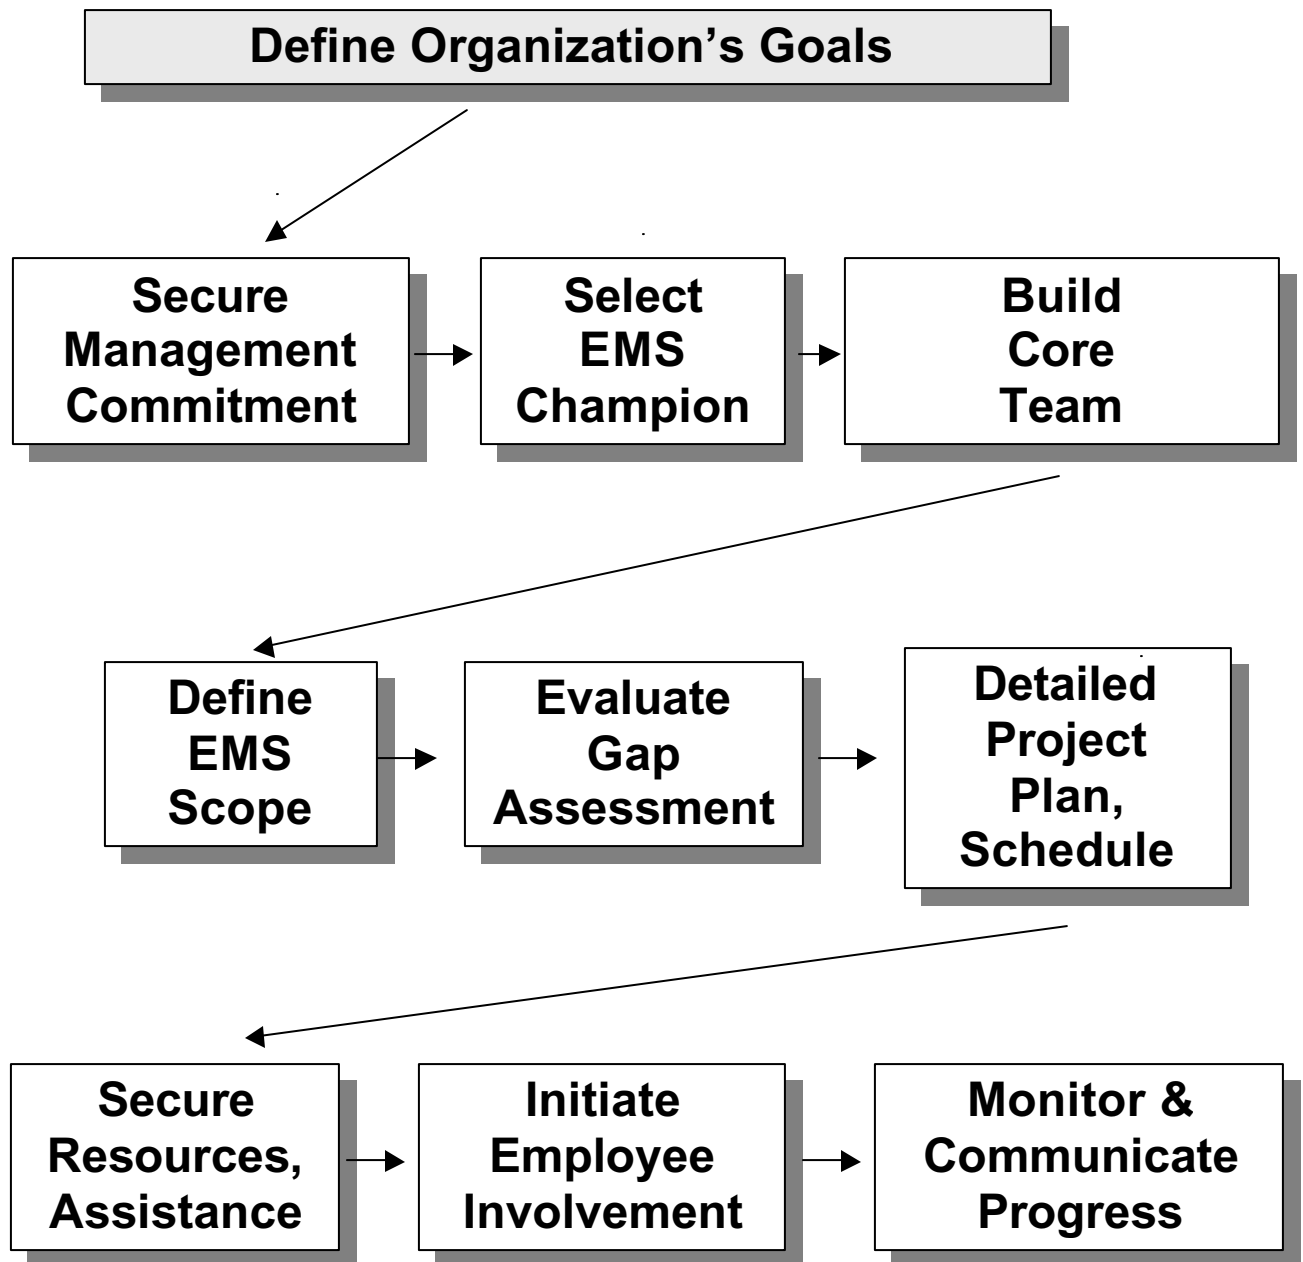 Define Organization’s Goals
Secure
Management
Commitment
Select
EMS
Champion
Build
Core
Team
Define
EMS
Scope
Evaluate
Gap
Assessment
Detailed
Project
Plan,
Schedule
Secure
Resources,
Assistance
Initiate
Employee
Involvement
Monitor &
Communicate
Progress